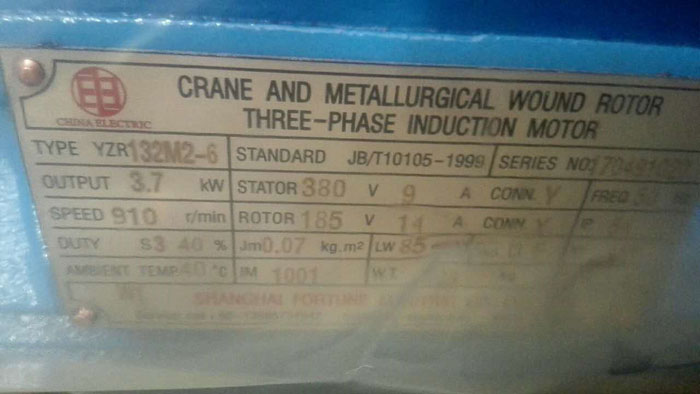 CHINA ELECTRIC
CRANE AND METALLURGICAL WOUND ROTOR
THREE-PHASE INDUCTION MOTOR
TYPE YZR132M2-6 STANDARD JB/T10105-1999 SERIES NO
OUTPUT 3.7 kW STATOR 380 V 9 A CONN. Y FREQ
SPEED 910 r/min ROTOR 185 V 14 A CONN Y IP
DUTY S3 40 % Jm0.07 kg.m2 LW 85
AMBIENT TEMP. 40 °C IM 1001 W.T
SHANGHAI FORTUNE